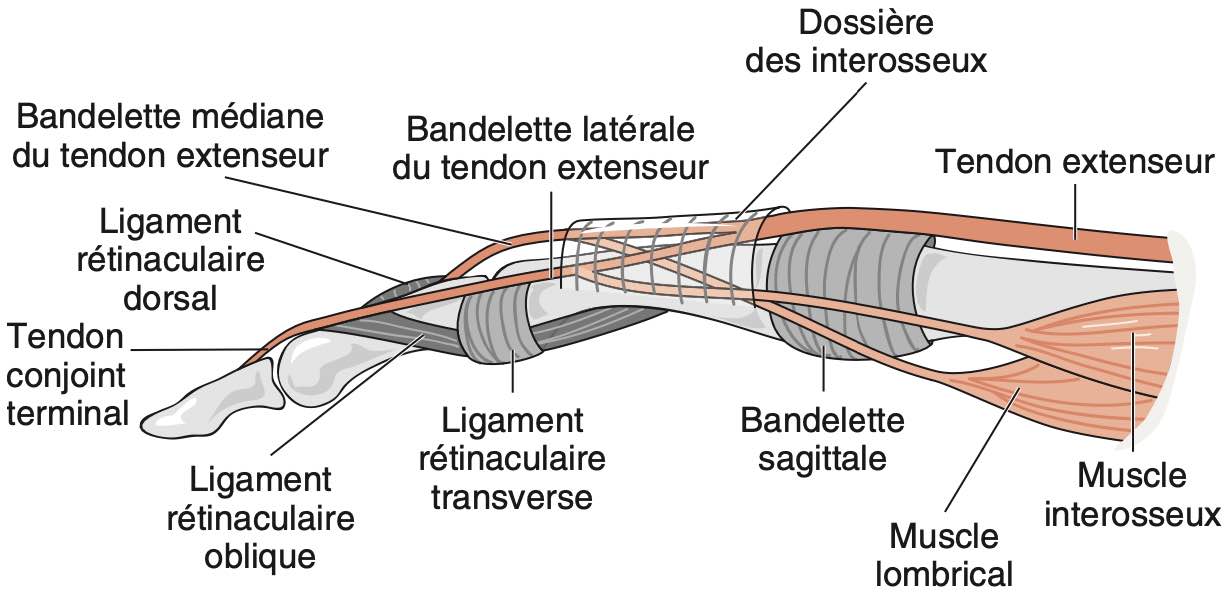 Dossière
des interosseux
Bandelette médiane
du tendon extenseur
Bandelette latérale
du tendon extenseur
Tendon extenseur
Ligament
rétinaculaire
dorsal
Tendon
conjoint
terminal
Ligament
rétinaculaire
oblique
Ligament
rétinaculaire
transverse
Bandelette
sagittale
Muscle
lombrical
Muscle
interosseux